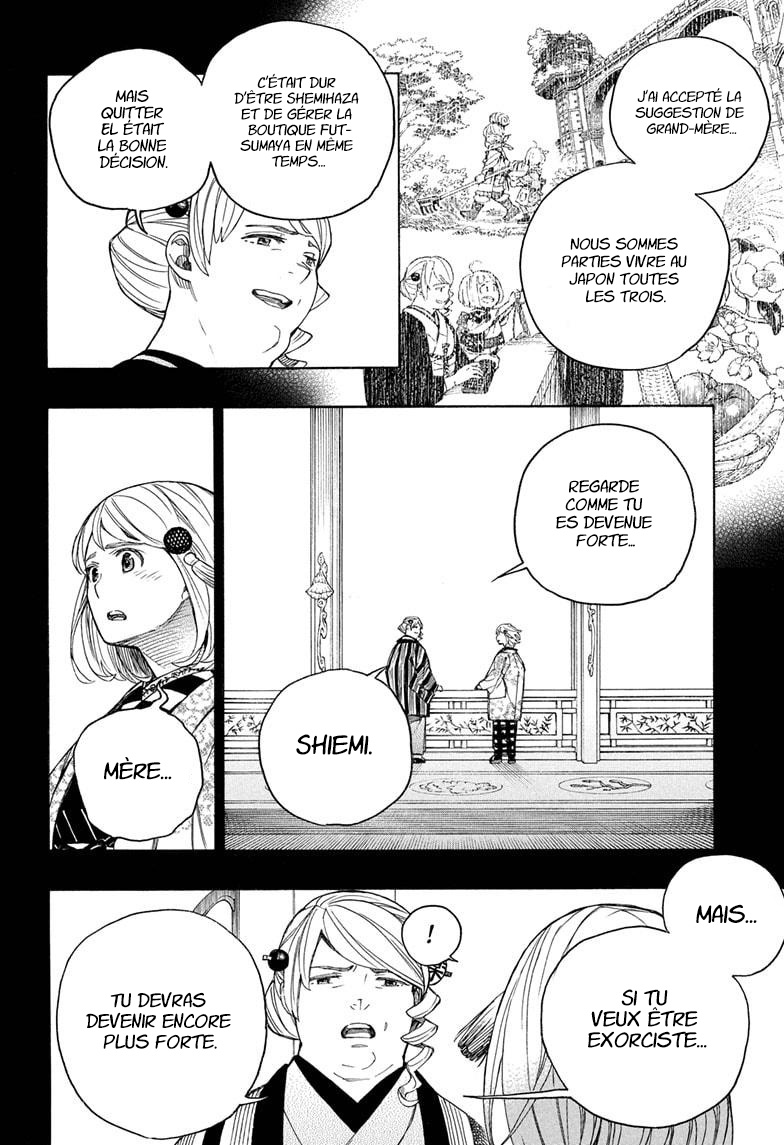 J'AI ACCEPTÉ LA
SUGGESTION DE
GRAND-MÈRE...
NOUS SOMMES
PARTIES VIVRE AU
JAPON TOUTES
LES TROIS.
C'ÉTAIT DUR
D'ÊTRE SHEMIHAZA
ET DE GÉRER LA
BOUTIQUE FUT-
SUMAYA EN MÊME
TEMPS...
MAIS
QUITTER
EL ÉTAIT
LA BONNE
DÉCISION.
REGARDE
COMME TU
ES DEVENUE
FORTE...
SHIEMI.
MÈRE...
MAIS...
SI TU
VEUX ÊTRE
EXORCISTE...
!
TU DEVRAS
DEVENIR ENCORE
PLUS FORTE.